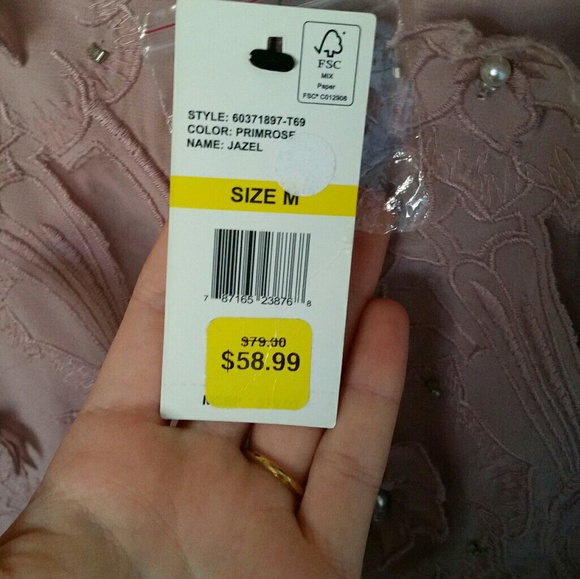 FSC
MIX
Paper
FSC® C012906
STYLE: 60371897-T69
COLOR: PRIMROSE
NAME: JAZEL
SIZE M
7 87165 23876 8
$79.00
$58.99